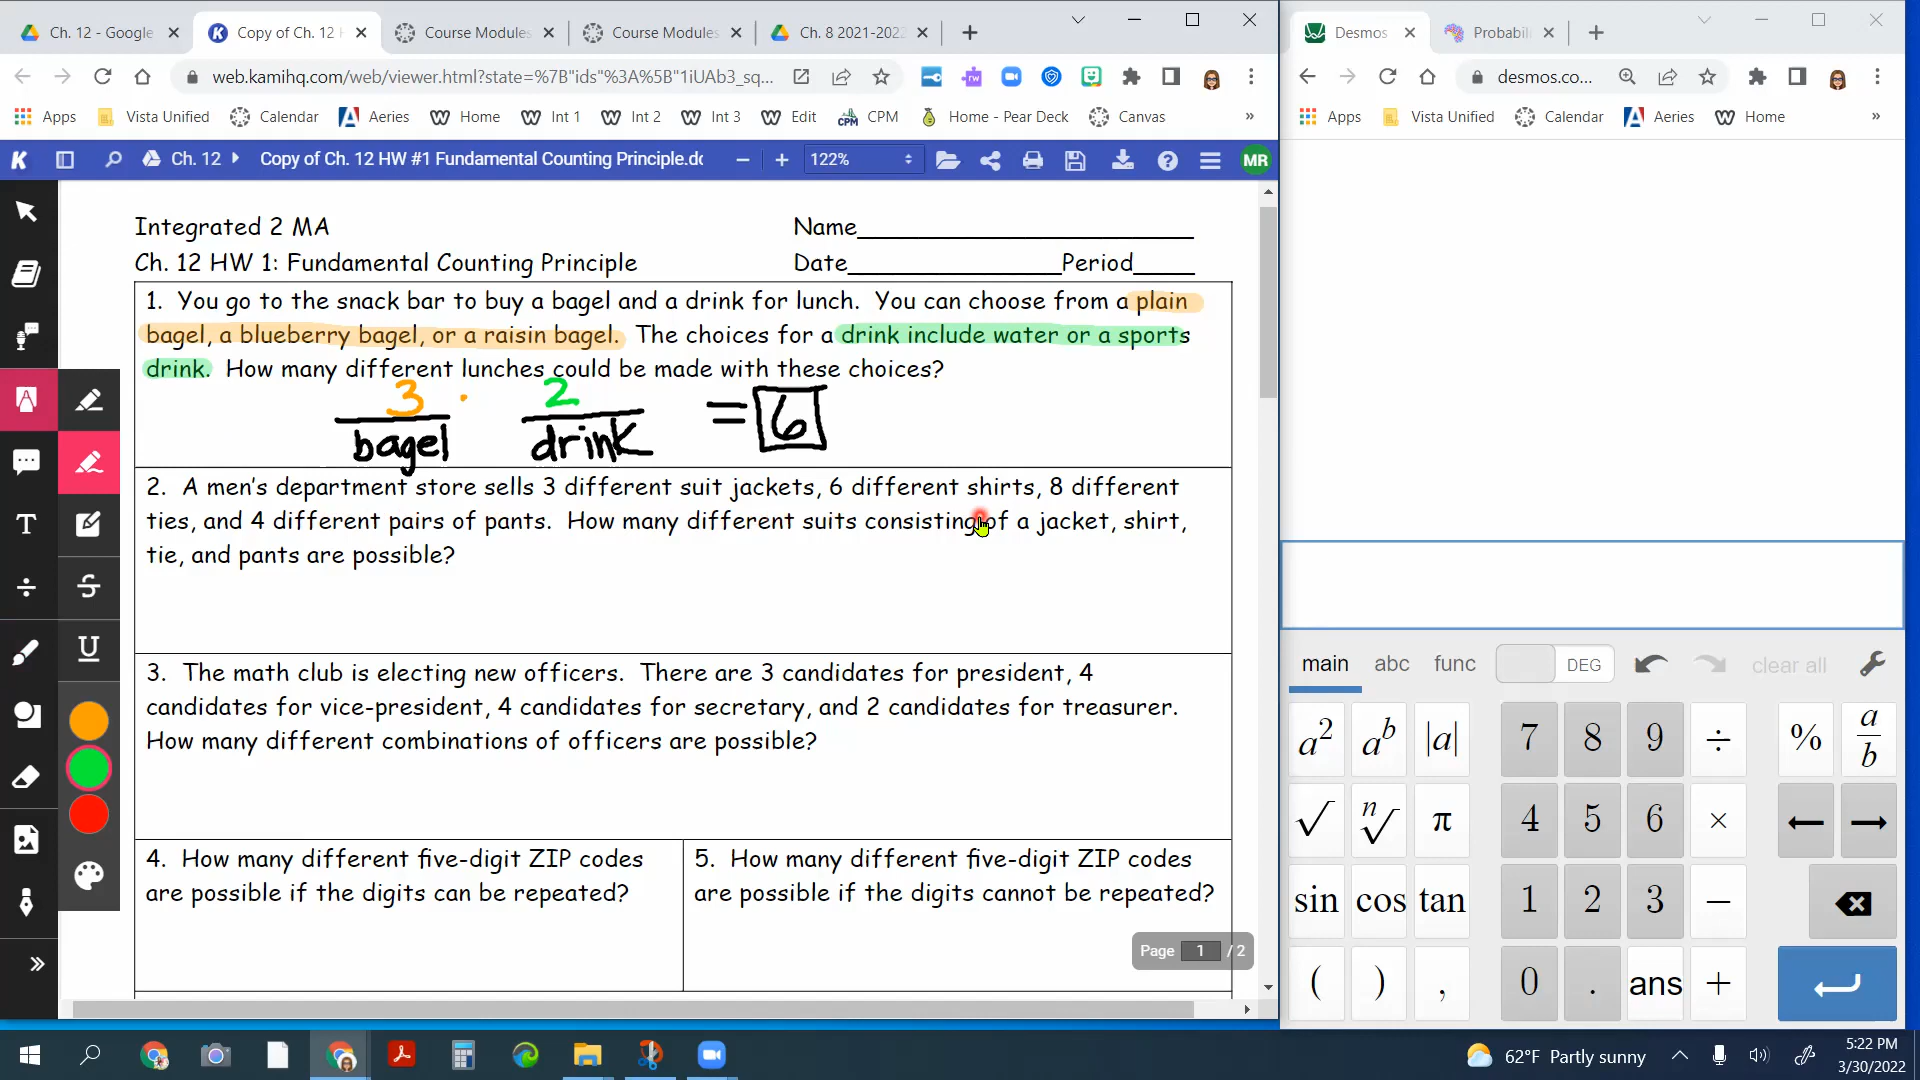 Ch. 12 - Google
Copy of Ch. 12 H
Course Modules
Course Modules
Ch. 8 2021-2022
Desmos
Probabili
web.kamihq.com/web/viewer.html?state=%7B"ids"%3A%5B"1iUAb3_sq...
desmos.co...
Apps
Vista Unified
Calendar
Aeries
Home
Int 1
Int 2
Int 3
Edit
CPM
CPM
Home - Pear Deck
Canvas
»
Apps
Vista Unified
Calendar
Aeries
Home
»
K
Ch. 12
Copy of Ch. 12 HW #1 Fundamental Counting Principle.dc
122%
MR
Integrated 2 MA
Name
Ch. 12 HW 1: Fundamental Counting Principle
Date Period
1. You go to the snack bar to buy a bagel and a drink for lunch. You can choose from a plain
bagel, a blueberry bagel, or a raisin bagel. The choices for a drink include water or a sports
drink. How many different lunches could be made with these choices?
3 · 2 = 6
bagel drink
2. A men's department store sells 3 different suit jackets, 6 different shirts, 8 different
ties, and 4 different pairs of pants. How many different suits consisting of a jacket, shirt,
tie, and pants are possible?
3. The math club is electing new officers. There are 3 candidates for president, 4
candidates for vice-president, 4 candidates for secretary, and 2 candidates for treasurer.
How many different combinations of officers are possible?
4. How many different five-digit ZIP codes
are possible if the digits can be repeated?
5. How many different five-digit ZIP codes
are possible if the digits cannot be repeated?
Page 1 / 2
main abc func DEG clear all
a² aᵇ |a| 7 8 9 ÷ % a/b
√ ⁿ√ π 4 5 6 × ← →
sin cos tan 1 2 3 −
( ) , 0 . ans +
62°F Partly sunny
5:22 PM
3/30/2022